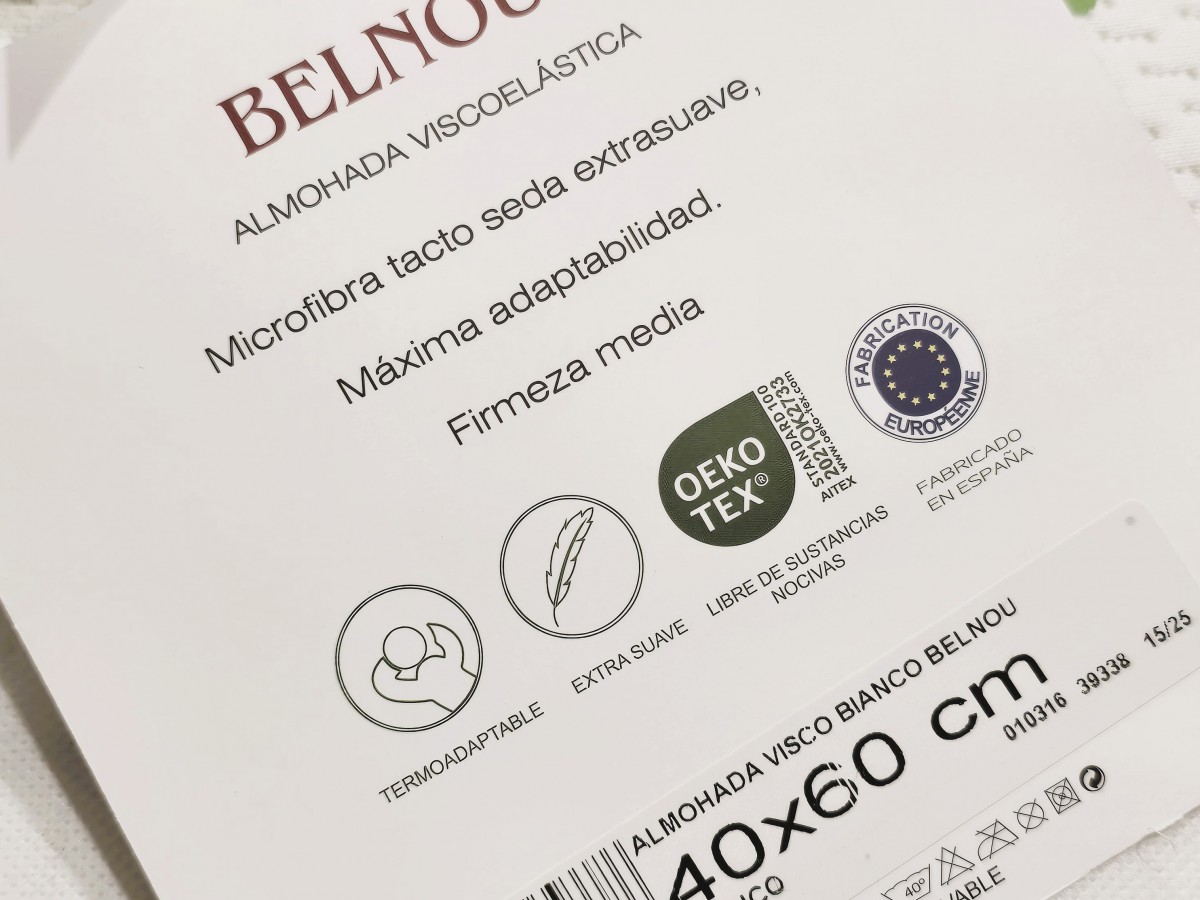 BELNOU
ALMOHADA VISCOELÁSTICA
Microfibra tacto seda extrasuave,
Máxima adaptabilidad.
Firmeza media
FABRICATION
EUROPÉENNE
FABRICADO
EN ESPAÑA
OEKO
TEX®
STANDARD 100
2021OK2733
www.oeko-tex.com
AITEX
LIBRE DE SUSTANCIAS
NOCIVAS
EXTRA SUAVE
TERMOADAPTABLE
ALMOHADA VISCO BIANCO BELNOU
40x60 cm
010316 39338 15/25
40°